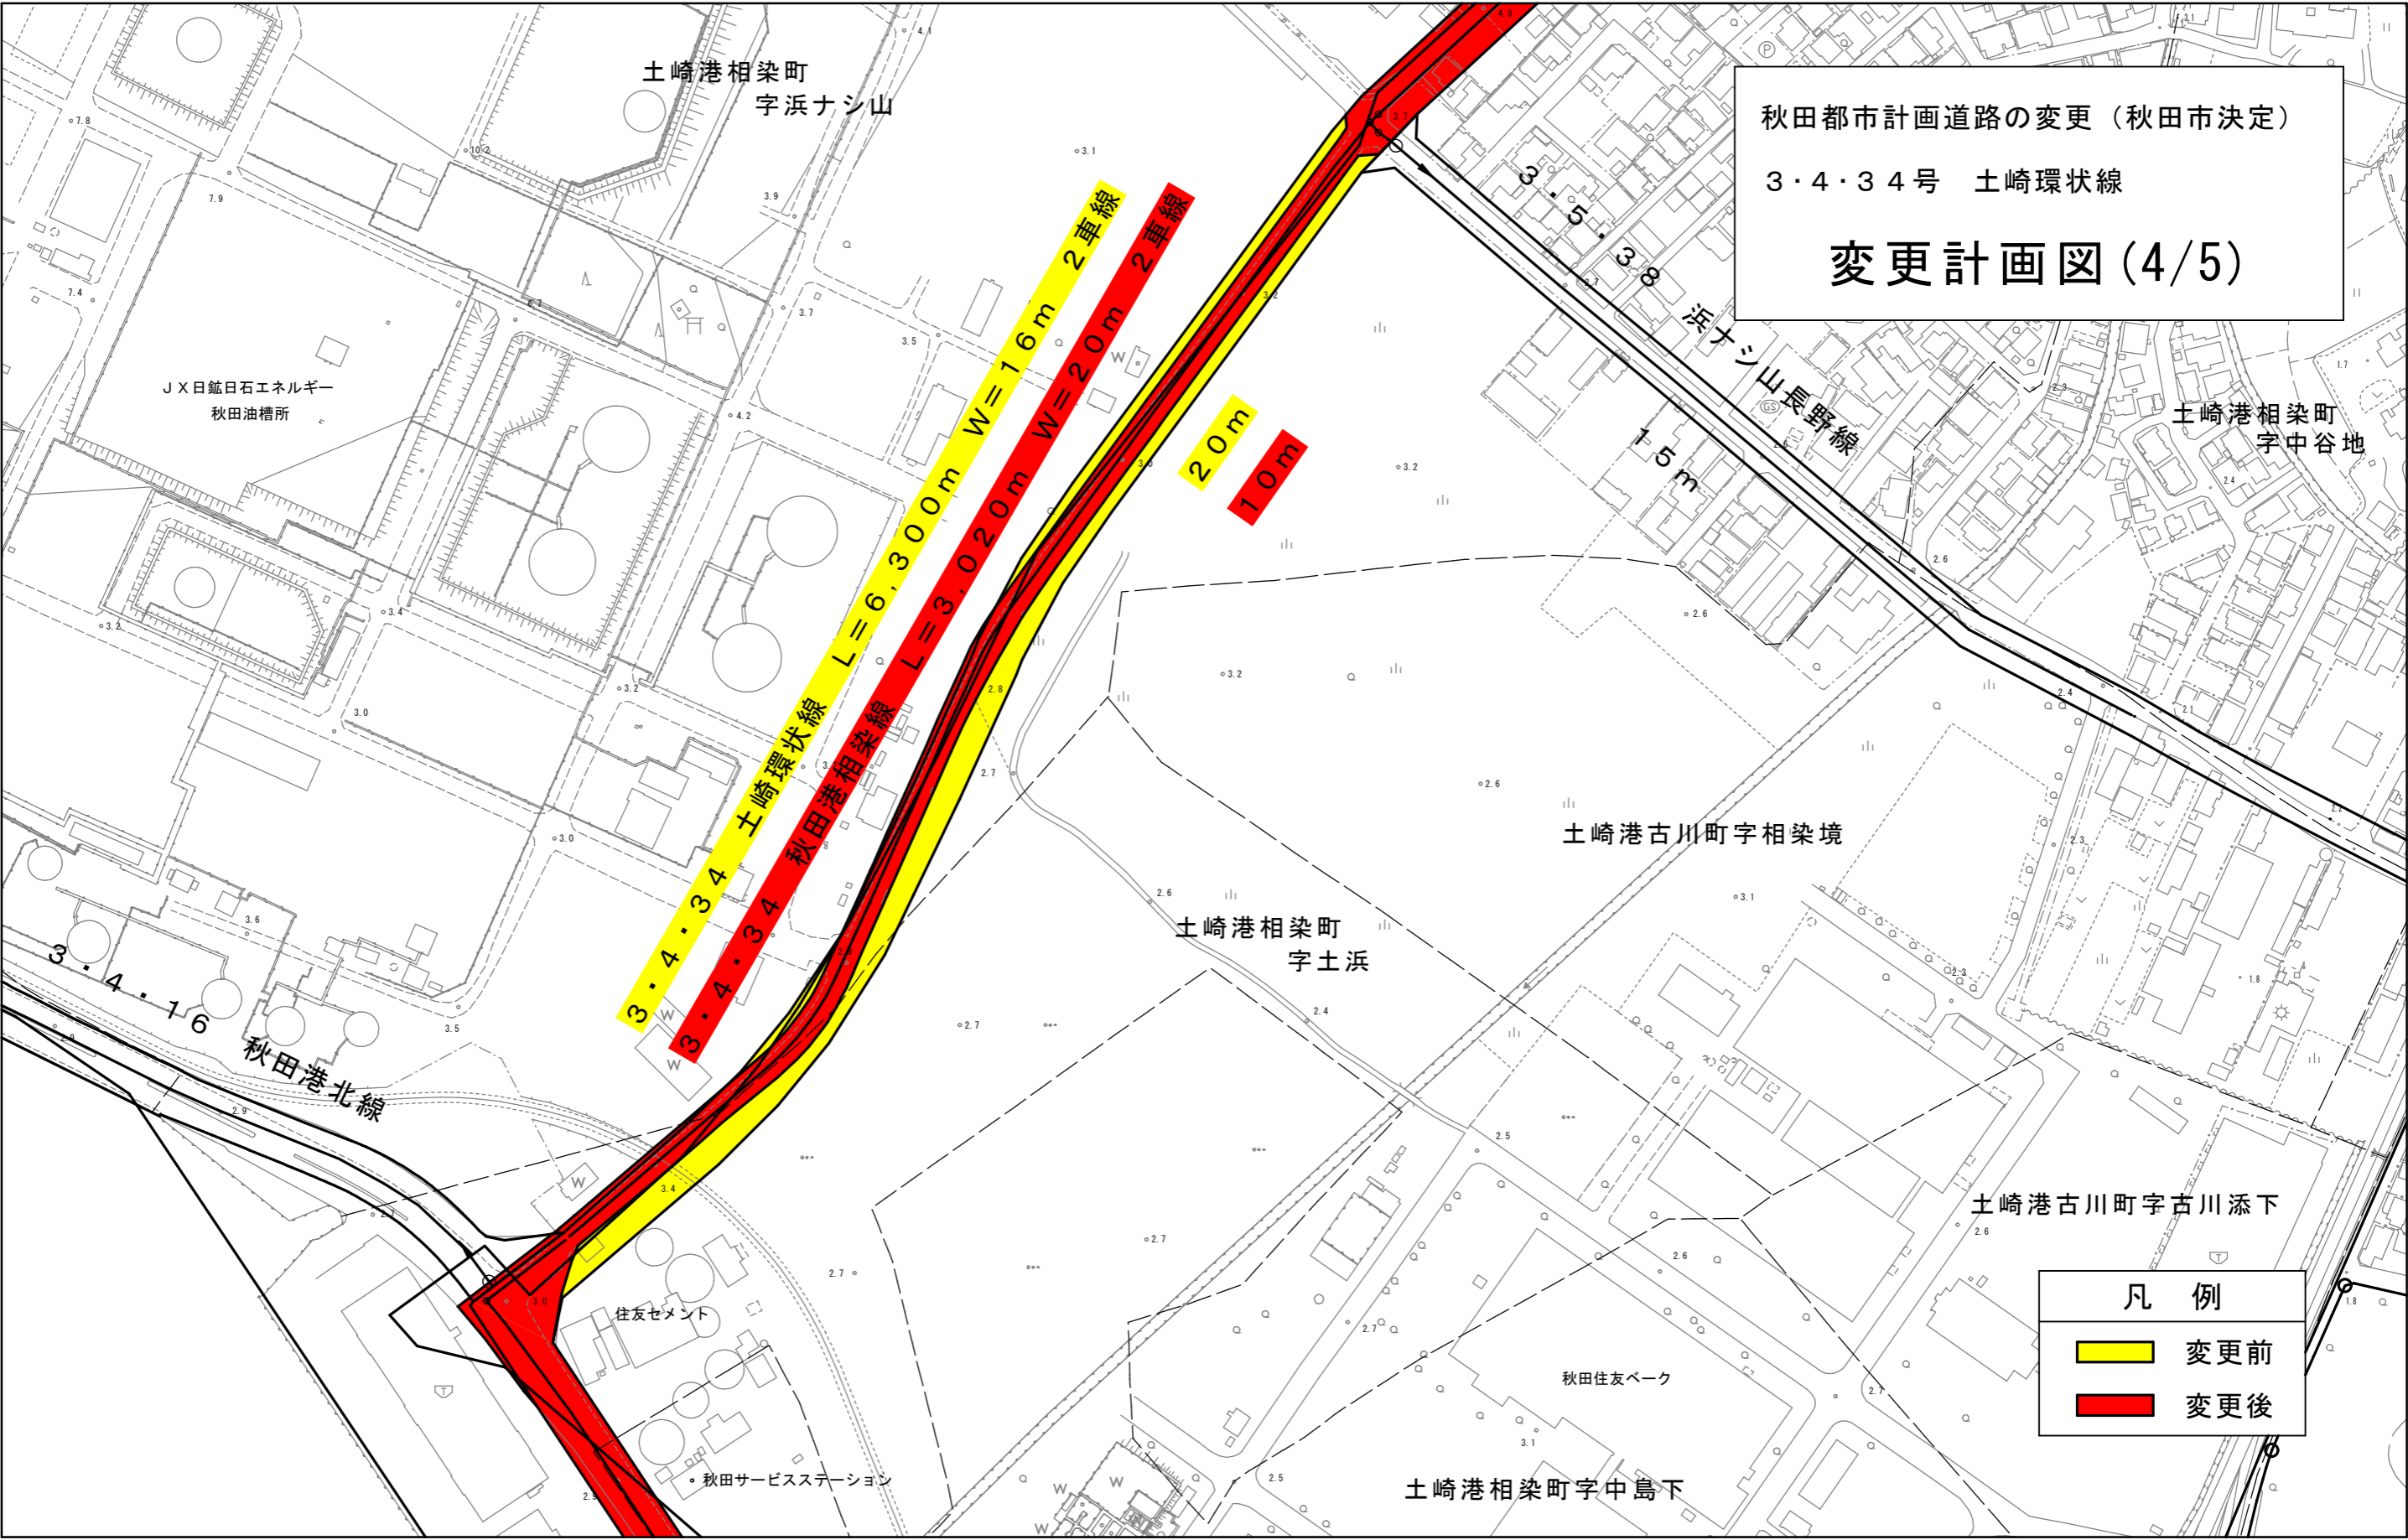 秋田都市計画道路の変更（秋田市決定）
3・4・34号　土崎環状線
変更計画図(4/5)
土崎港相染町
字浜ナシ山
JX日鉱日石エネルギー
秋田油槽所
3・4・34 土崎環状線 L=6,300m W=16m 2車線
3・4・34 秋田港相染線 L=3,020m W=20m 2車線
20m
10m
3・5・38 浜ナシ山長野線
15m
土崎港相染町
字中谷地
土崎港古川町字相染境
土崎港相染町
字土浜
3・4・16 秋田港北線
土崎港古川町字古川添下
住友セメント
秋田サービスステーション
秋田住友ベーク
土崎港相染町字中島下
凡 例
変更前
変更後